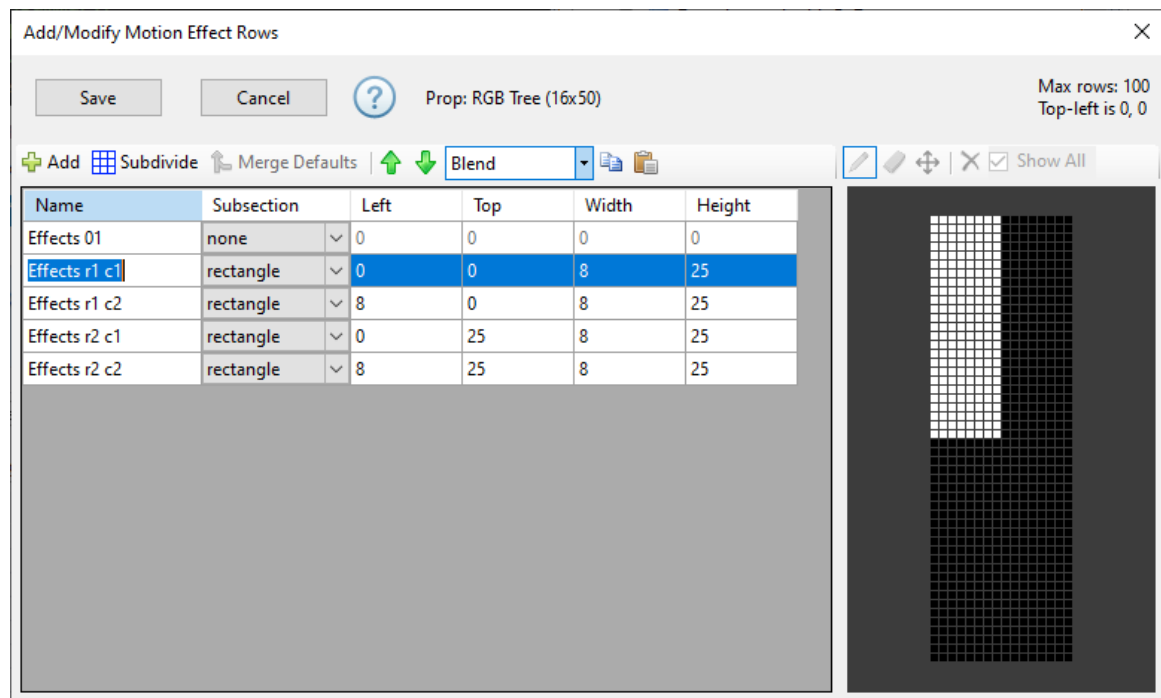 Add/Modify Motion Effect Rows
Save Cancel ? Prop: RGB Tree (16x50) Max rows: 100
Top-left is 0, 0
Add Subdivide Merge Defaults Blend Show All
Name Subsection Left Top Width Height
Effects 01 none 0 0 0 0
Effects r1 c1 rectangle 0 0 8 25
Effects r1 c2 rectangle 8 0 8 25
Effects r2 c1 rectangle 0 25 8 25
Effects r2 c2 rectangle 8 25 8 25